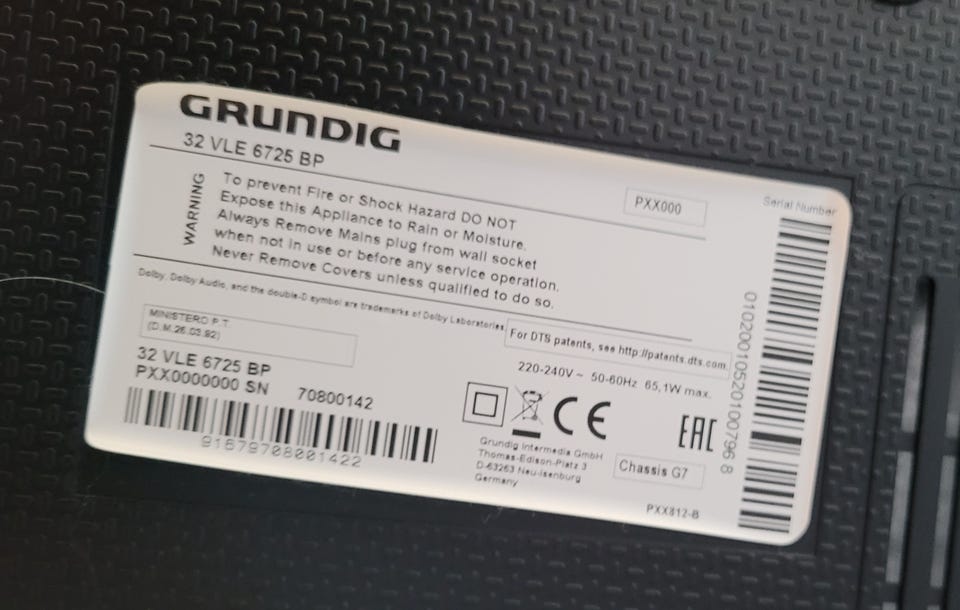 GRUNDIG
32 VLE 6725 BP
WARNING
To prevent Fire or Shock Hazard DO NOT
Expose this Appliance to Rain or Moisture.
Always Remove Mains plug from wall socket
when not in use or before any service operation.
Never Remove Covers unless qualified to do so.
PXX000
Serial Number
010200105201007968
Dolby, Dolby Audio, and the double-D symbol are trademarks of Dolby Laboratories.
For DTS patents, see http://patents.dts.com.
MINISTERO P.T.
(D.M.26.03.92)
220-240V ~ 50-60Hz 65,1W max.
32 VLE 6725 BP
PXX0000000 SN 70800142
91679708001422
CE
EAC
Grundig Intermedia GmbH
Thomas-Edison-Platz 3
D-63263 Neu-Isenburg
Germany
Chassis G7
PXX812-B